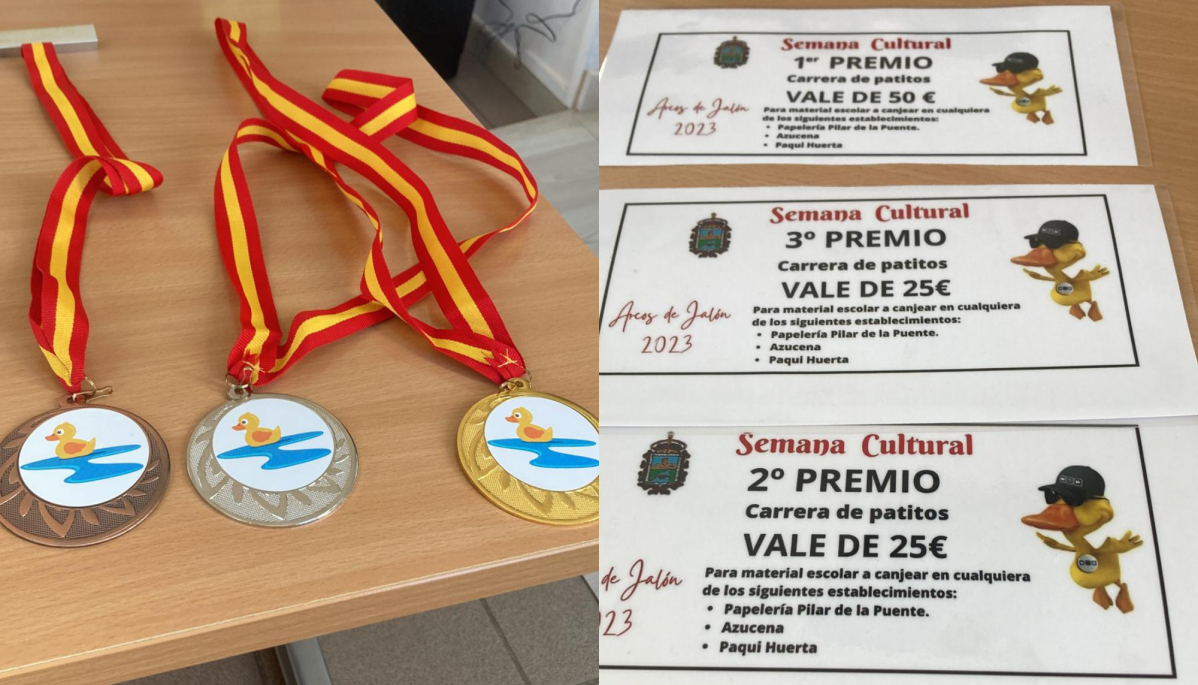 Semana Cultural
1er PREMIO
Carrera de patitos
VALE DE 50 €
Para material escolar a canjear en cualquiera
de los siguientes establecimientos:
• Papelería Pilar de la Puente.
• Azucena
• Paqui Huerta
Arcos de Jalón
2023
Semana Cultural
3º PREMIO
Carrera de patitos
VALE DE 25€
Para material escolar a canjear en cualquiera
de los siguientes establecimientos:
• Papelería Pilar de la Puente.
• Azucena
• Paqui Huerta
Arcos de Jalón
2023
Semana Cultural
2º PREMIO
Carrera de patitos
VALE DE 25€
Para material escolar a canjear en cualquiera
de los siguientes establecimientos:
• Papelería Pilar de la Puente.
• Azucena
• Paqui Huerta
de Jalón
23